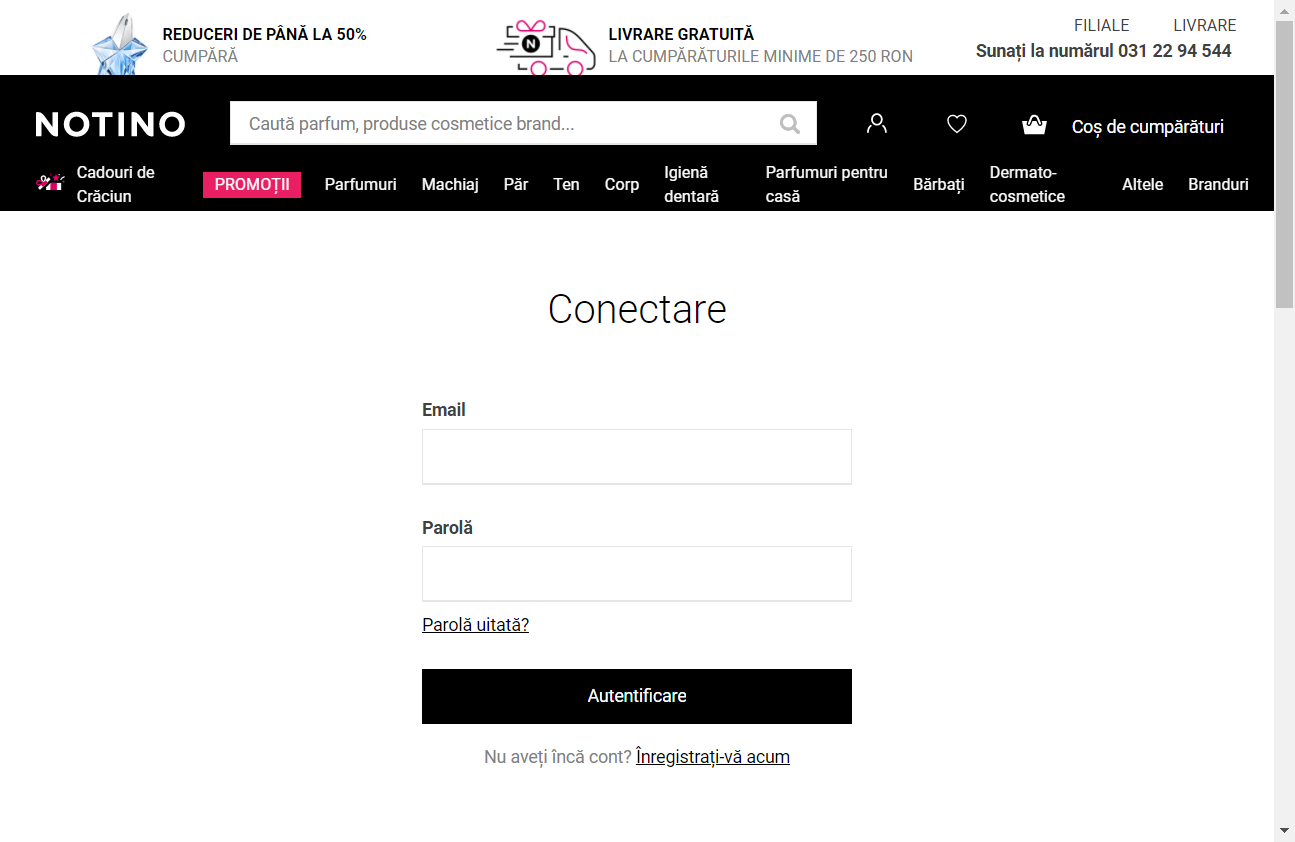 REDUCERI DE PÂNĂ LA 50%
CUMPĂRĂ
N
LIVRARE GRATUITĂ
LA CUMPĂRĂTURILE MINIME DE 250 RON
FILIALE LIVRARE
Sunați la numărul 031 22 94 544
NOTINO
Caută parfum, produse cosmetice brand...
Coș de cumpărături
Cadouri de
Crăciun
PROMOȚII
Parfumuri
Machiaj
Păr
Ten
Corp
Igienă
dentară
Parfumuri pentru
casă
Bărbați
Dermato-
cosmetice
Altele
Branduri
Conectare
Email
Parolă
Parolă uitată?
Autentificare
Nu aveți încă cont? Înregistrați-vă acum